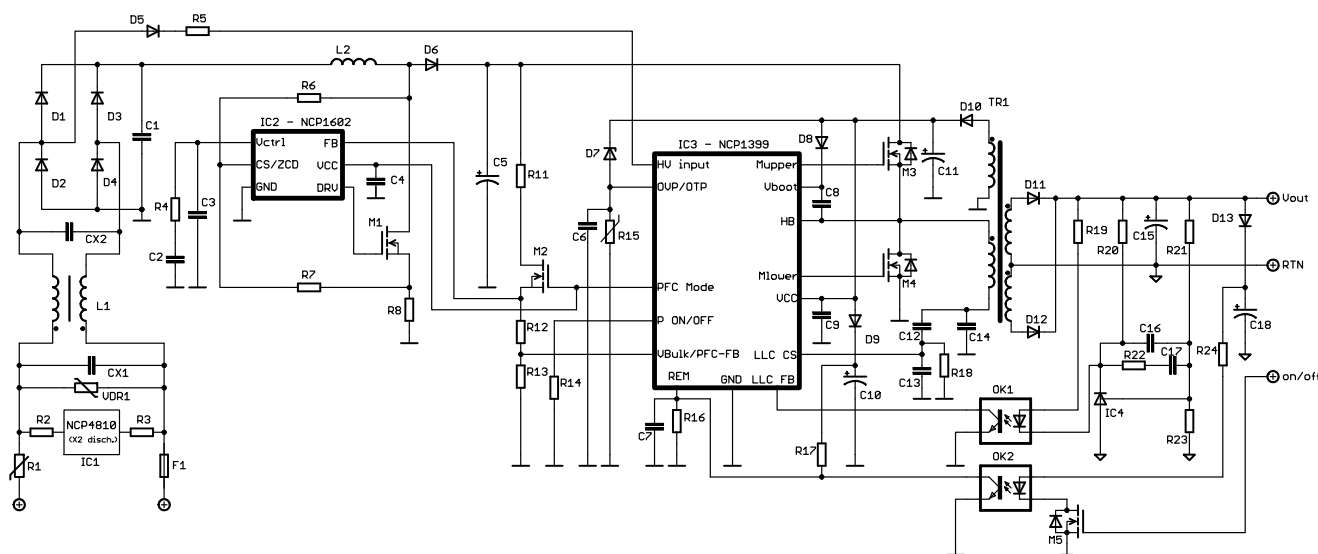 D5
R5
L2
D6
R6
IC2 - NCP1602
Vctrl
FB
CS/ZCD
VCC
GND
DRV
D1
D3
C1
D2
D4
R4
C3
C2
C4
M1
R7
R8
CX2
L1
CX1
VDR1
R2
NCP4810
(X2 disch.)
R3
IC1
R1
F1
C5
R11
M2
R12
R13
R14
D7
C6
R15
IC3 - NCP1399
HV input
Mupper
OVP/OTP
Vboot
HB
Mlower
PFC Mode
VCC
P ON/OFF
VBulk/PFC-FB
LLC CS
REM
GND
LLC FB
D8
C8
M3
C11
D10
TR1
M4
C9
D9
C10
C12
C14
C13
R18
C7
R16
R17
D11
D12
R19
R20
C15
R21
D13
Vout
RTN
C18
C16
R22
C17
R24
IC4
R23
on/off
OK1
OK2
M5